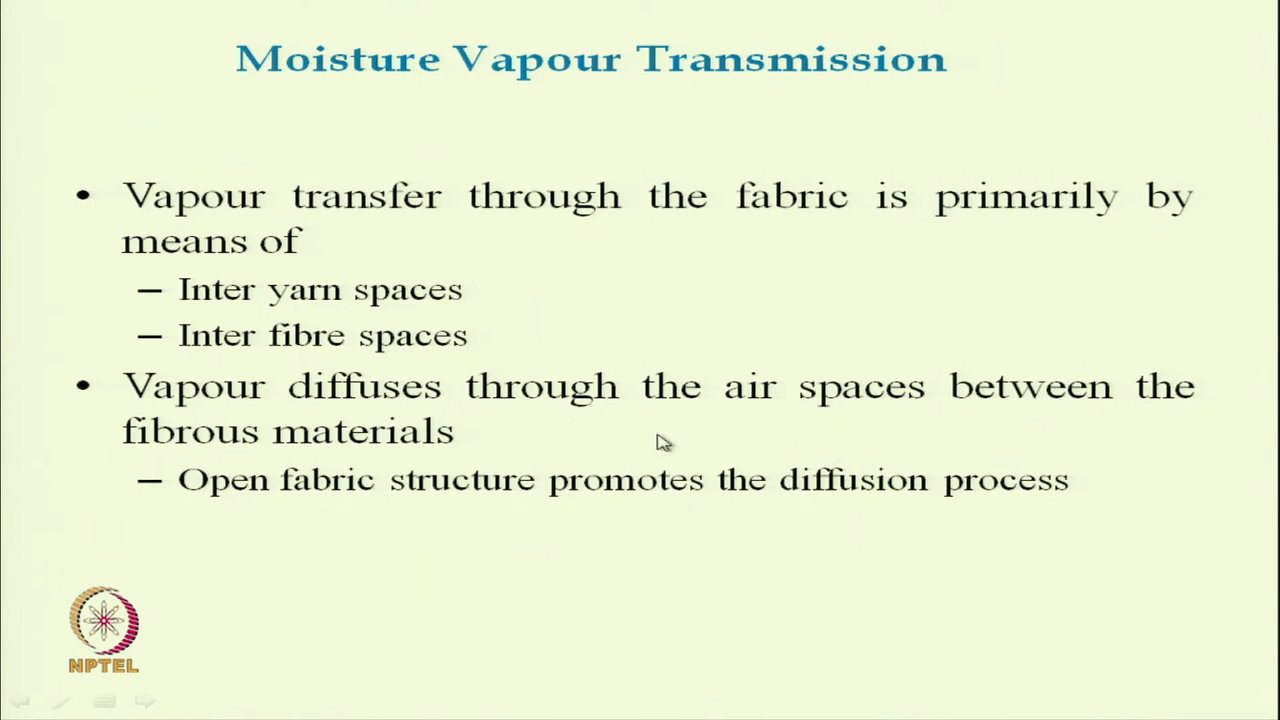 Moisture Vapour Transmission
• Vapour transfer through the fabric is primarily by
means of
– Inter yarn spaces
– Inter fibre spaces
• Vapour diffuses through the air spaces between the
fibrous materials
– Open fabric structure promotes the diffusion process
NPTEL